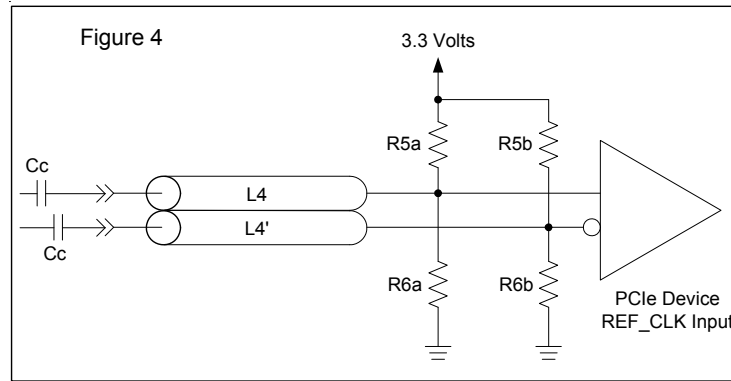 Figure 4
3.3 Volts
R5a
R5b
Cc
L4
L4'
Cc
R6a
R6b
PCIe Device
REF_CLK Input